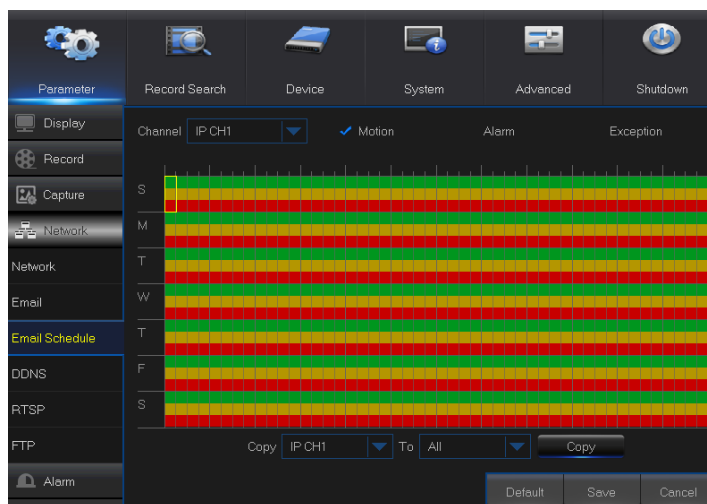 Parameter Record Search Device System Advanced Shutdown
Display
Channel IP CH1 Motion Alarm Exception
Record
Capture
S
Network
M
Network
T
Email
W
Email Schedule
T
DDNS
F
RTSP
S
FTP
Copy IP CH1 To All Copy
Alarm
Default Save Cancel